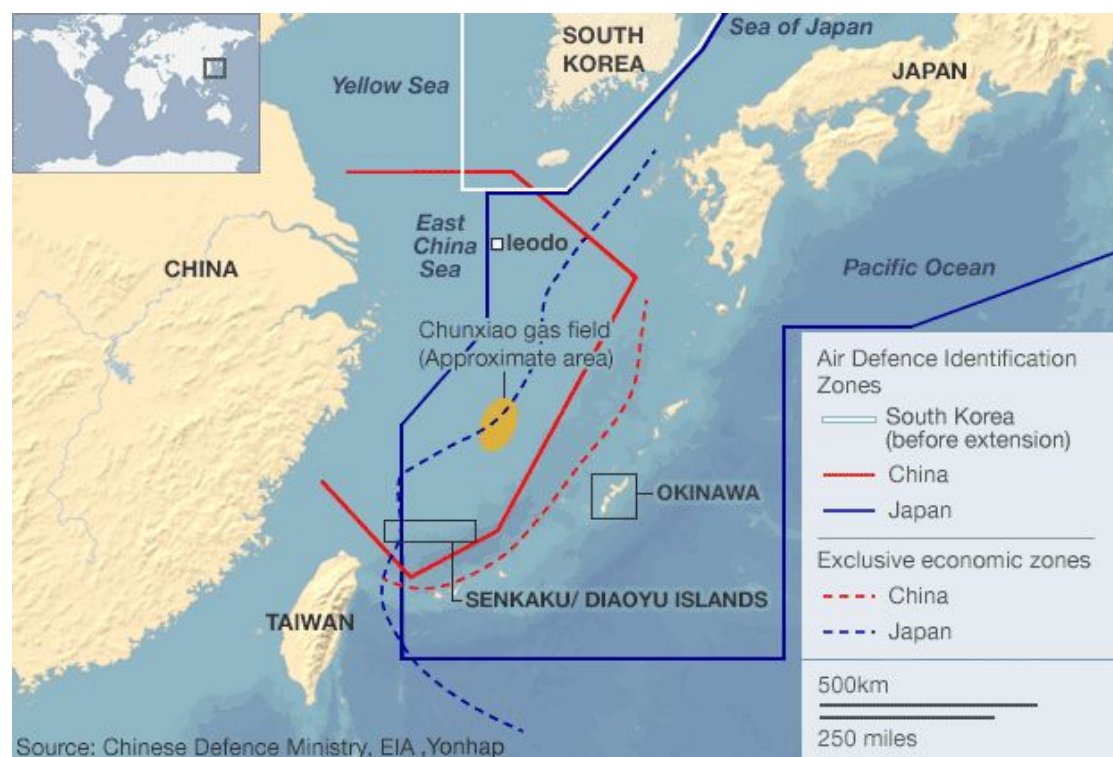 SOUTH
KOREA
Sea of Japan
JAPAN
Yellow Sea
East
China
Sea
leodo
CHINA
Pacific Ocean
Chunxiao gas field
(Approximate area)
OKINAWA
SENKAKU/ DIAOYU ISLANDS
TAIWAN
Air Defence Identification
Zones
South Korea
(before extension)
China
Japan
Exclusive economic zones
China
Japan
500km
250 miles
Source: Chinese Defence Ministry, EIA ,Yonhap